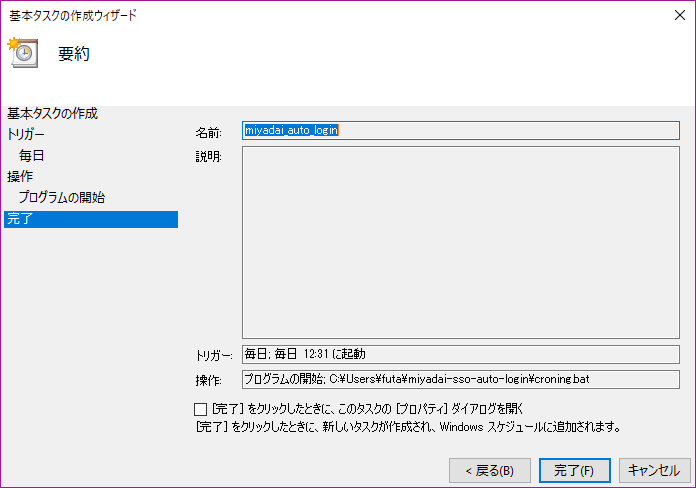 基本タスクの作成ウィザード
要約
基本タスクの作成
トリガー
毎日
操作
プログラムの開始
完了
名前: miyadai_auto_login
説明:
トリガー: 毎日; 毎日 12:31 に起動
操作: プログラムの開始; C:¥Users¥futa¥miyadai-sso-auto-login¥croning.bat
[完了] をクリックしたときに、このタスクの [プロパティ] ダイアログを開く
[完了] をクリックしたときに、新しいタスクが作成され、Windows スケジュールに追加されます。
< 戻る(B) 完了(F) キャンセル